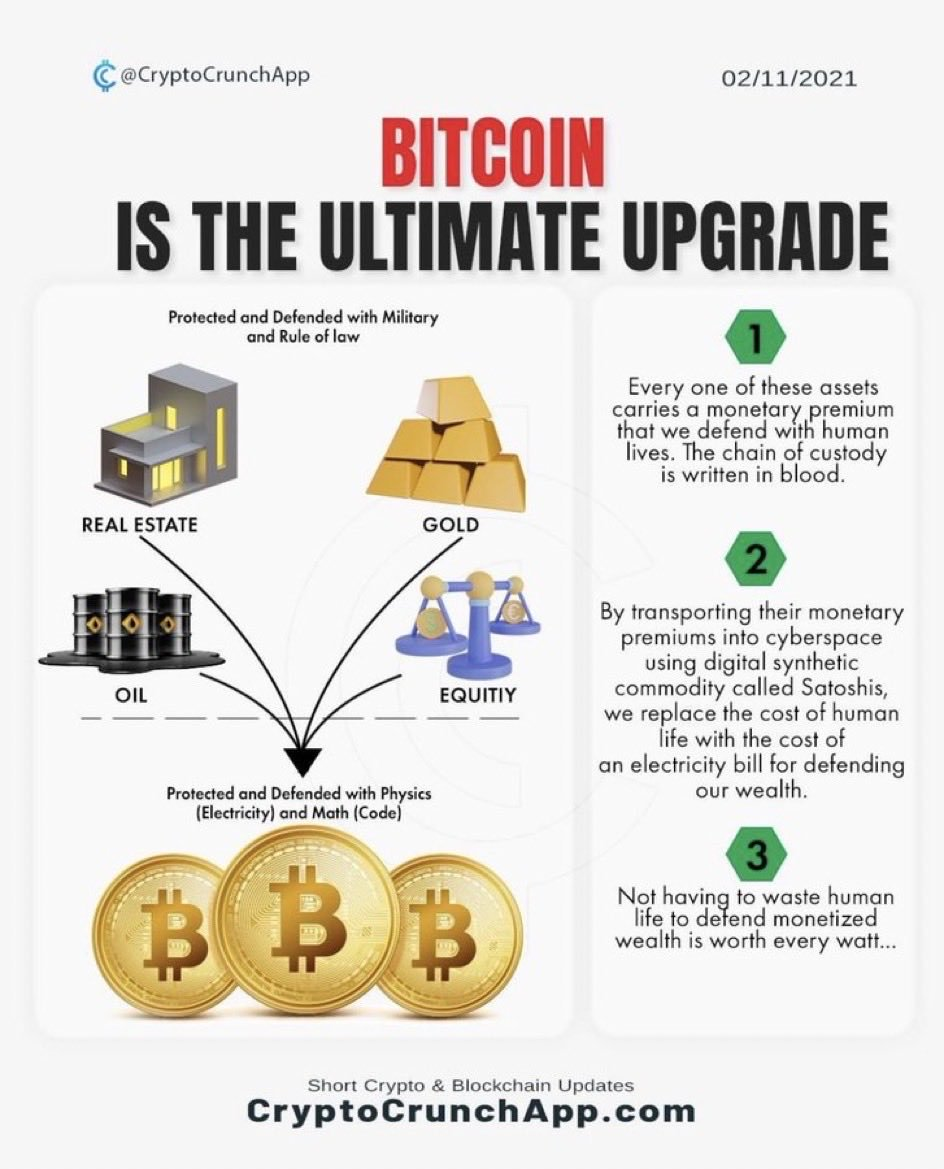 @CryptoCrunchApp
02/11/2021
BITCOIN
IS THE ULTIMATE UPGRADE
Protected and Defended with Military
and Rule of law
REAL ESTATE
GOLD
OIL
EQUITIY
Protected and Defended with Physics
(Electricity) and Math (Code)
1
Every one of these assets
carries a monetary premium
that we defend with human
lives. The chain of custody
is written in blood.
2
By transporting their monetary
premiums into cyberspace
using digital synthetic
commodity called Satoshis,
we replace the cost of human
life with the cost of
an electricity bill for defending
our wealth.
3
Not having to waste human
life to defend monetized
wealth is worth every watt...
Short Crypto & Blockchain Updates
CryptoCrunchApp.com